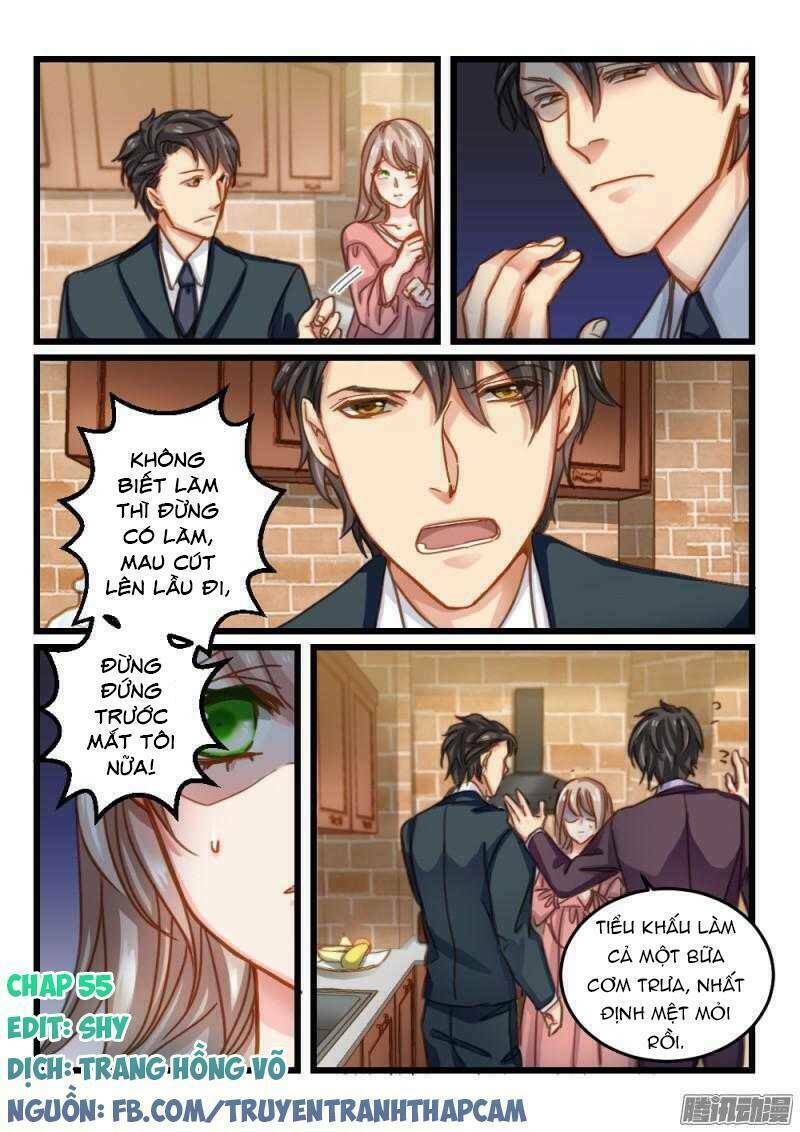 KHÔNG
BIẾT LÀM
THÌ ĐỪNG
CÓ LÀM,
MAU CÚT
LÊN LẦU ĐI,
ĐỪNG
ĐỨNG
TRƯỚC
MẤT TÔI
NỮA!
TIỂU KHẤU LÀM
CẢ MỘT BỮA
CƠM TRƯA, NHẤT
ĐỊNH MỆT MỎI
RỒI.
CHAP 55
EDIT: SHY
DỊCH: TRANG HỒNG VÕ
NGUỒN: FB.COM/TRUYENTRANHTHAPCAM
腾讯动漫